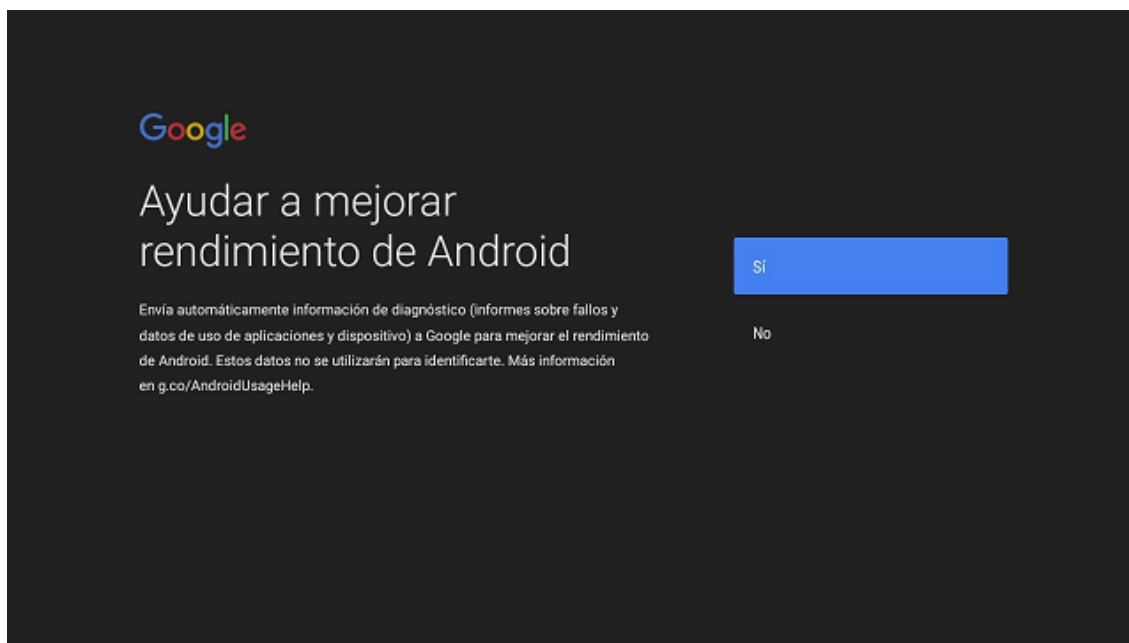 Google
Ayudar a mejorar
rendimiento de Android
Envía automáticamente información de diagnóstico (informes sobre fallos y
datos de uso de aplicaciones y dispositivo) a Google para mejorar el rendimiento
de Android. Estos datos no se utilizarán para identificarte. Más información
en g.co/AndroidUsageHelp.
Sí
No